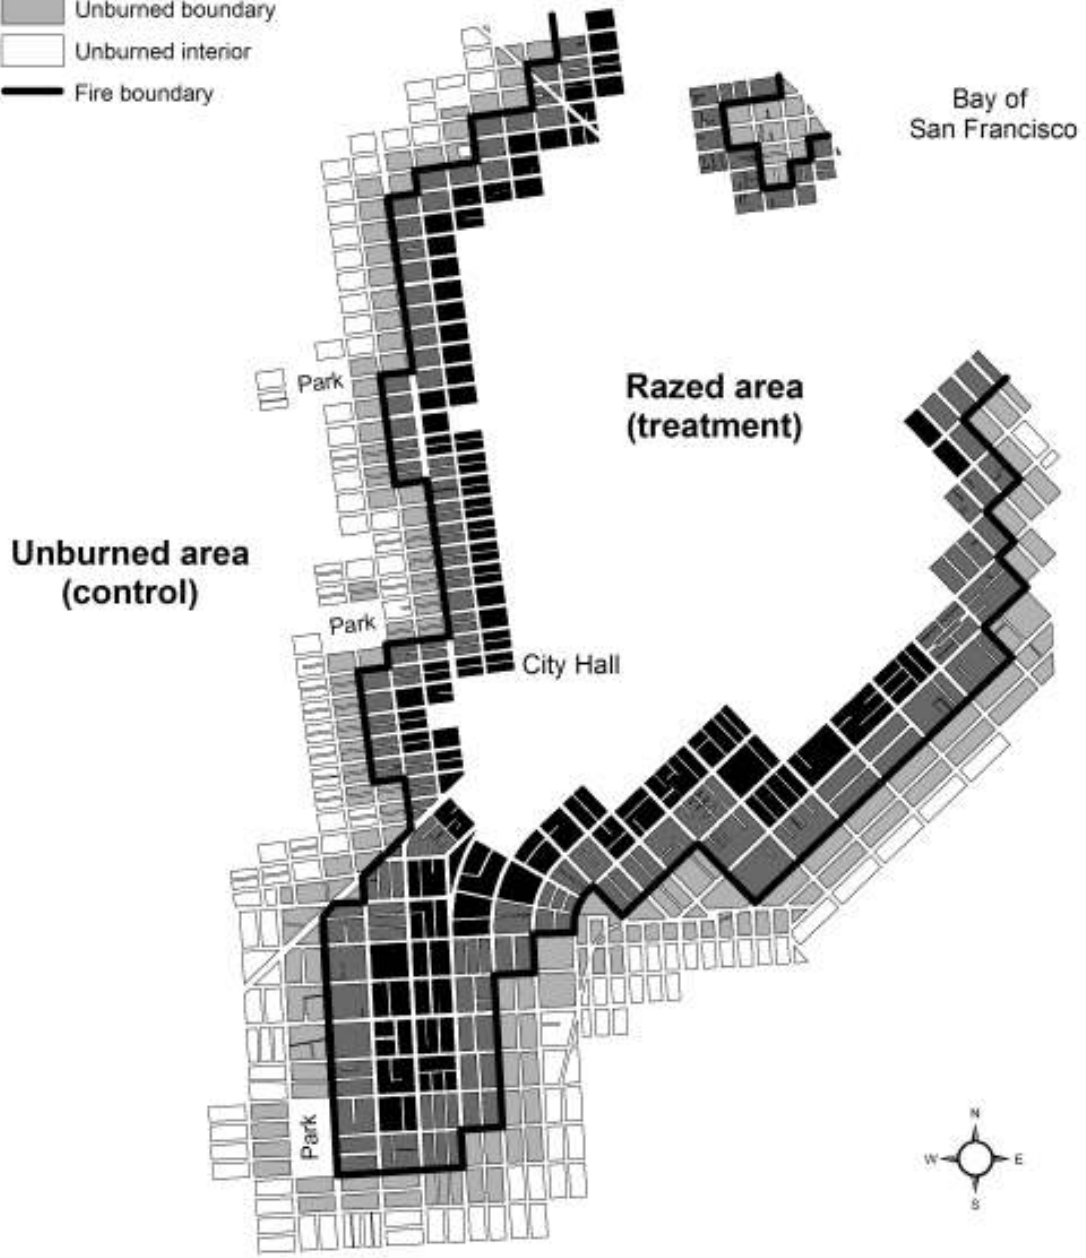 Unburned boundary
Unburned interior
Fire boundary
Bay of
San Francisco
Park
Razed area
(treatment)
Unburned area
(control)
Park
City Hall
Park
N
W
E
S